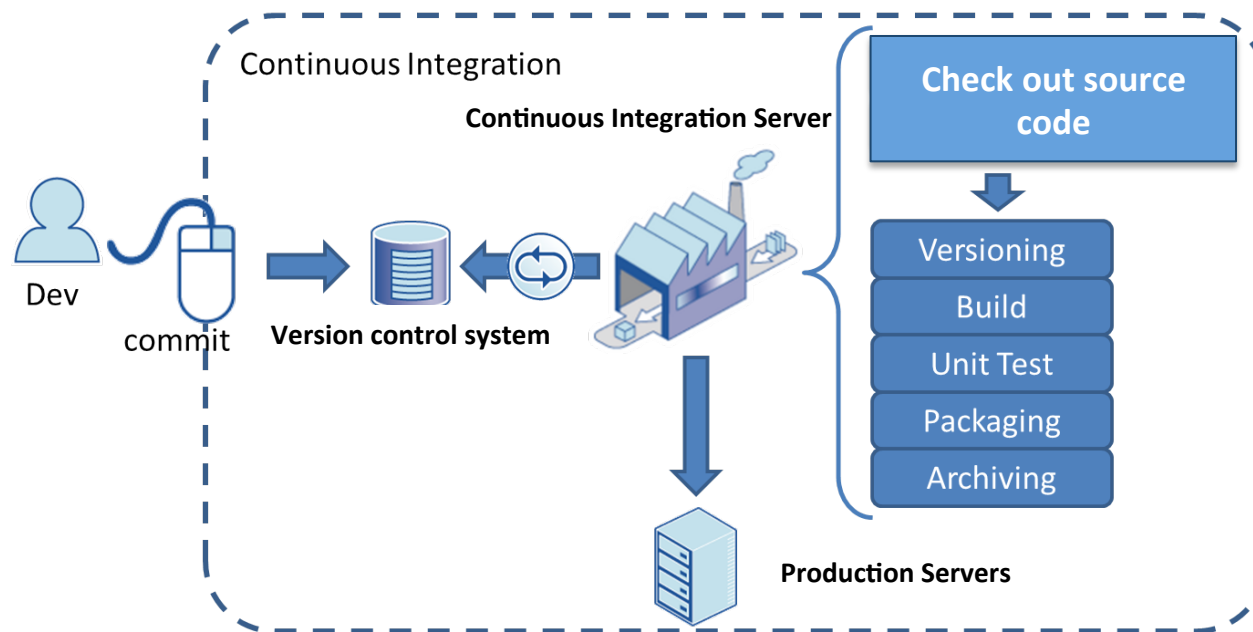 Continuous Integration
Continuous Integration Server
Check out source
code
Dev
commit
Version control system
Versioning
Build
Unit Test
Packaging
Archiving
Production Servers